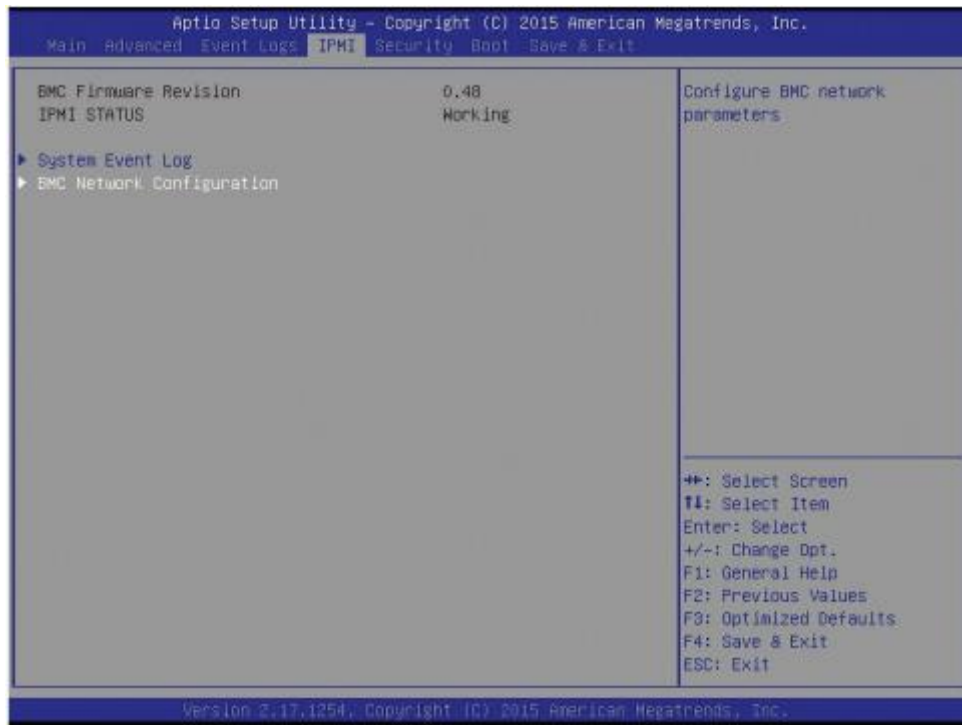 Aptio Setup Utility – Copyright (C) 2015 American Megatrends, Inc.
Main Advanced Event Logs IPMI Security Boot Save & Exit
BMC Firmware Revision 0.48
IPMI STATUS Working
System Event Log
BMC Network Configuration
Configure BMC network
parameters
→←: Select Screen
↑↓: Select Item
Enter: Select
+/-: Change Opt.
F1: General Help
F2: Previous Values
F3: Optimized Defaults
F4: Save & Exit
ESC: Exit
Version 2.17.1254. Copyright (C) 2015 American Megatrends, Inc.